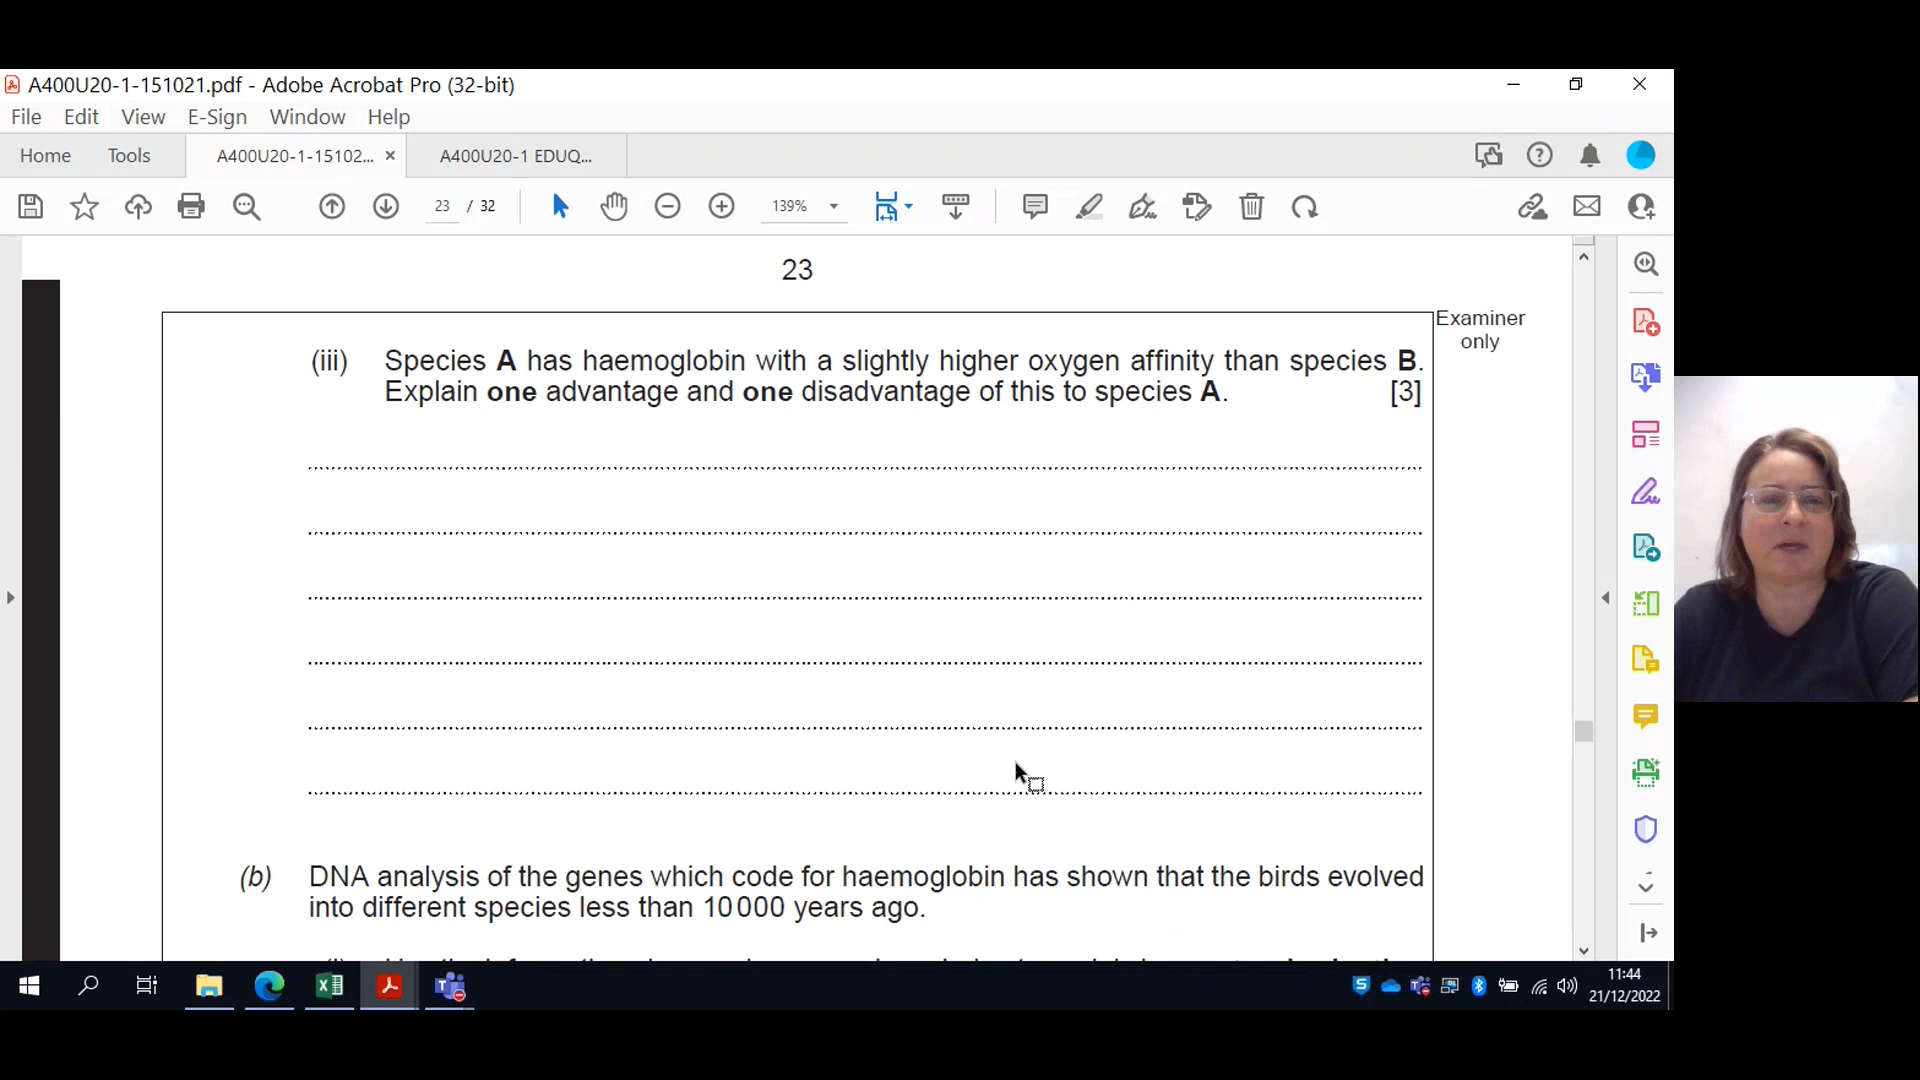 A400U20-1-151021.pdf - Adobe Acrobat Pro (32-bit)
File Edit View E-Sign Window Help
Home Tools A400U20-1-15102... × A400U20-1 EDUQ...
23 / 32 139%
23
Examiner
only
(iii) Species A has haemoglobin with a slightly higher oxygen affinity than species B.
Explain one advantage and one disadvantage of this to species A. [3]
(b) DNA analysis of the genes which code for haemoglobin has shown that the birds evolved
into different species less than 10 000 years ago.
11:44
21/12/2022